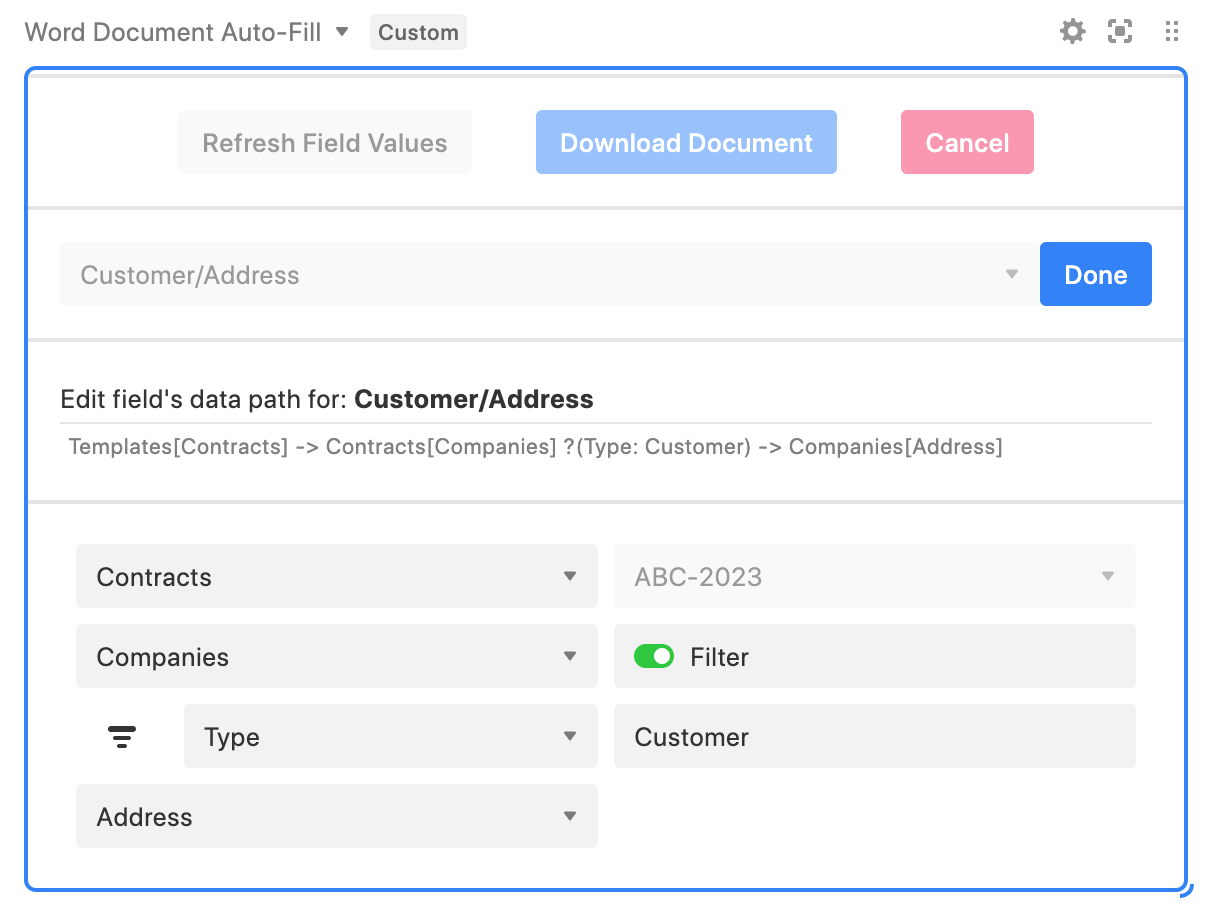 Word Document Auto-Fill Custom
Refresh Field Values Download Document Cancel
Customer/Address Done
Edit field's data path for: Customer/Address
Templates[Contracts] -> Contracts[Companies] ?(Type: Customer) -> Companies[Address]
Contracts ABC-2023
Companies Filter
Type Customer
Address